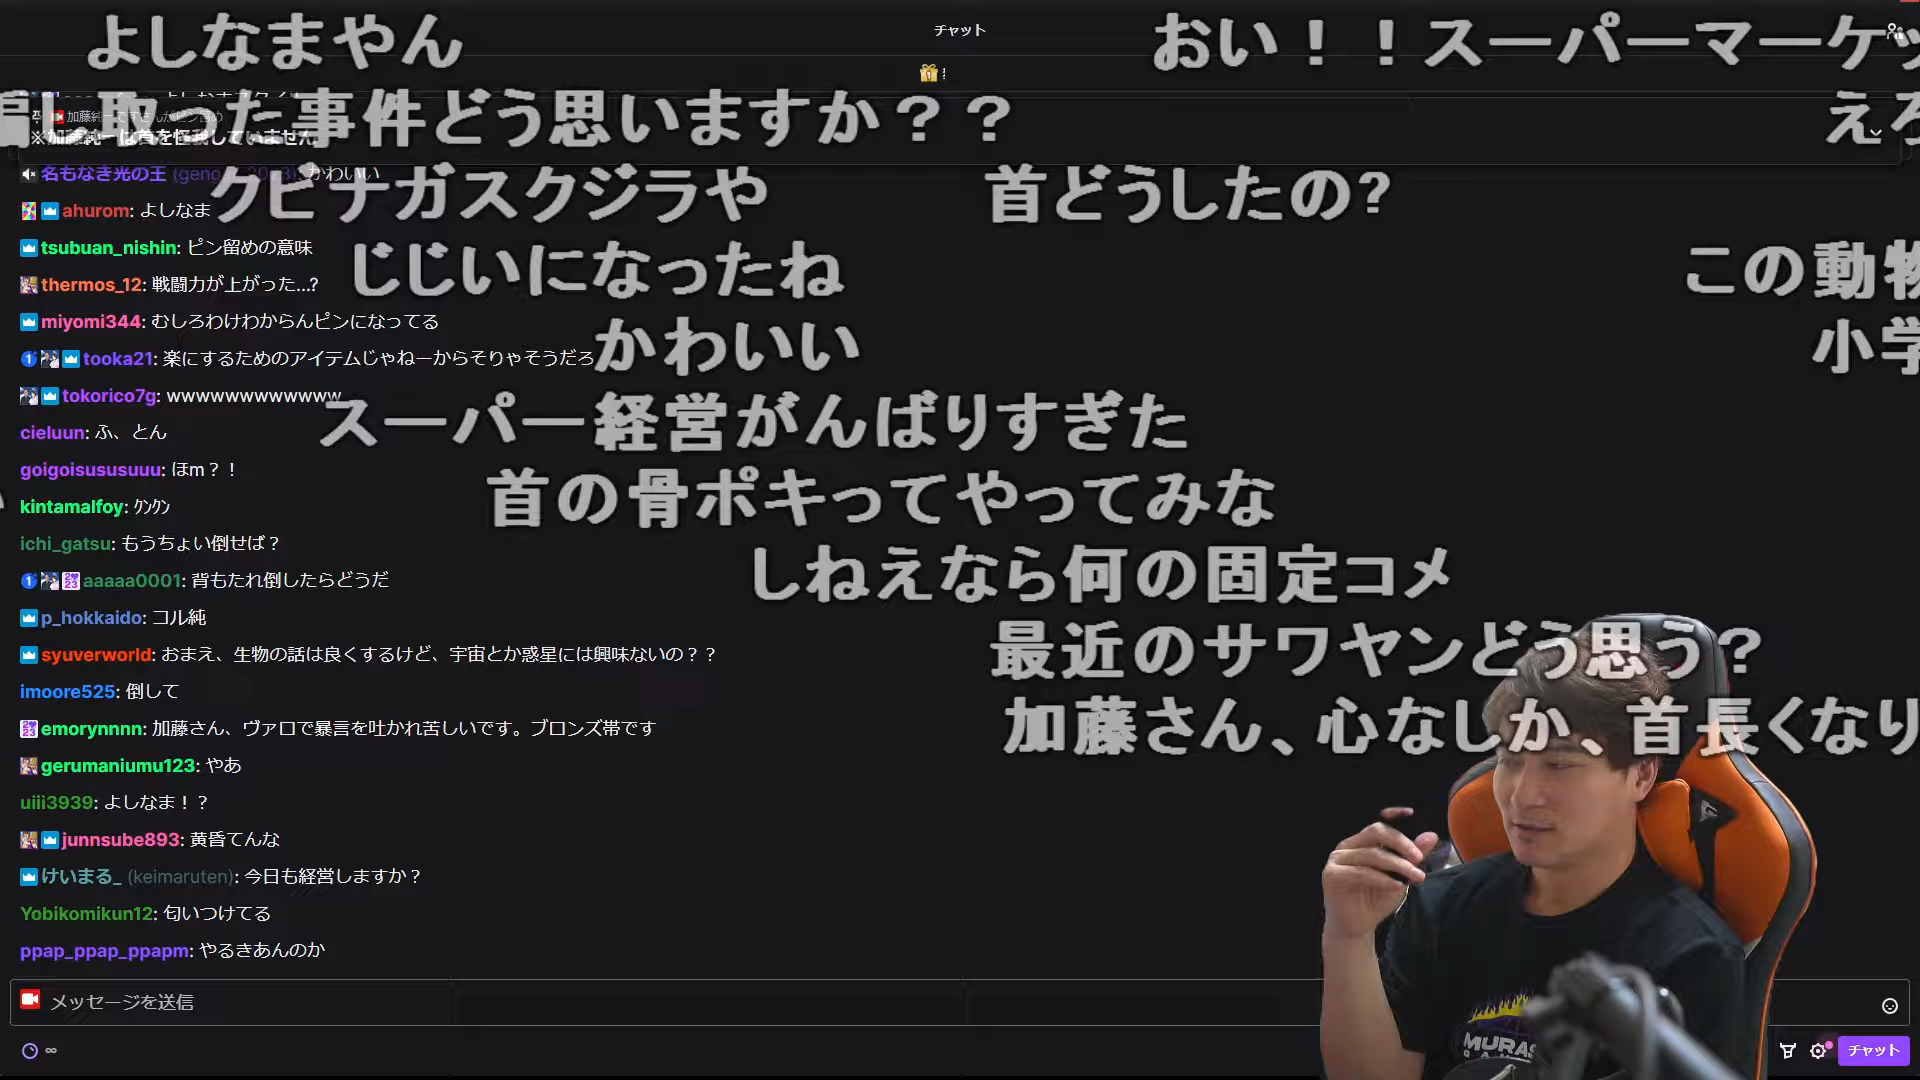 チャット
よしなまやん
おい！！スーパーマーケッ
騙し取った事件どう思いますか？？
えろ
加藤純一ですさんがピン留め
※加藤純一は首を怪我していません
名もなき光の王 かわいい
クビナガスクジラや
首どうしたの?
ahurom: よしなま
tsubuan_nishin: ピン留めの意味
じじいになったね
この動物
thermos_12: 戦闘力が上がった...?
miyomi344: むしろわけわからんピンになってる
かわいい
小学
tooka21: 楽にするためのアイテムじゃねーからそりゃそうだろ
tokorico7g: wwwwwwwwwwww
スーパー経営がんばりすぎた
cieluun: ふ、とん
goigoisususuuu: ほm？！
首の骨ポキってやってみな
kintamalfoy: ｸﾝｸﾝ
ichi_gatsu: もうちょい倒せば？
しねえなら何の固定コメ
aaaaa0001: 背もたれ倒したらどうだ
p_hokkaido: コル純
最近のサワヤンどう思う?
syuverworld: おまえ、生物の話は良くするけど、宇宙とか惑星には興味ないの？？
imoore525: 倒して
加藤さん、心なしか、首長くなり
emorynnnn: 加藤さん、ヴァロで暴言を吐かれ苦しいです。ブロンズ帯です
gerumaniumu123: やあ
uiii3939: よしなま！？
junnsube893: 黄昏てんな
けいまる_ (keimaruten): 今日も経営しますか？
Yobikomikun12: 匂いつけてる
ppap_ppap_ppapm: やるきあんのか
メッセージを送信
∞
チャット
MURAS